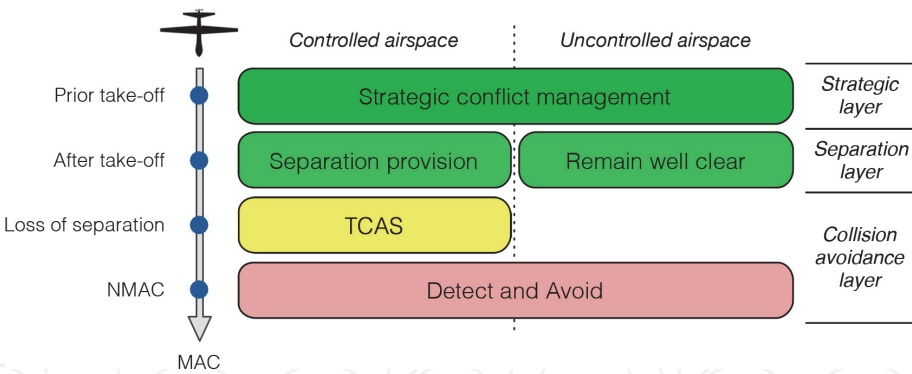 Controlled airspace
Uncontrolled airspace
Prior take-off
Strategic conflict management
Strategic
layer
After take-off
Separation provision
Remain well clear
Separation
layer
Loss of separation
TCAS
Collision
avoidance
layer
NMAC
Detect and Avoid
MAC